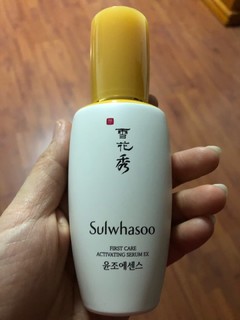 雪
花
秀
Sulwhasoo
FIRST CARE
ACTIVATING SERUM EX
윤조에센스